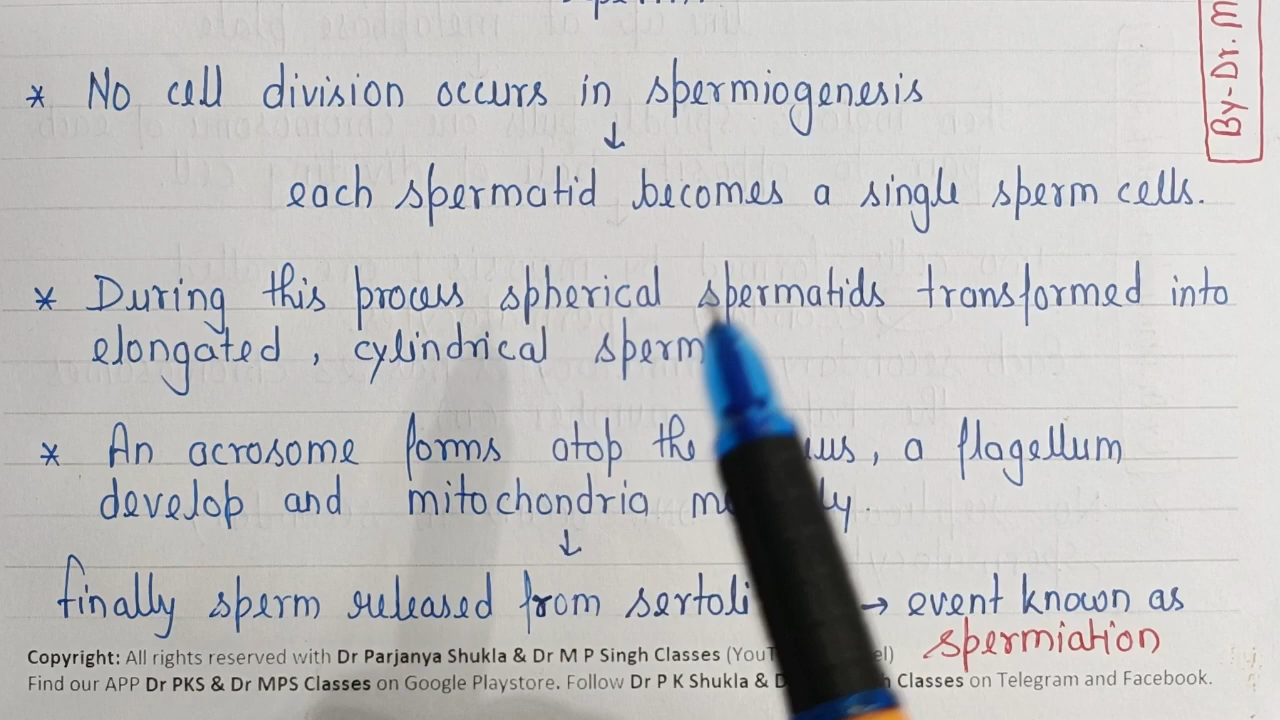 * No cell division occurs in spermiogenesis
↓
each spermatid becomes a single sperm cells.
* During this process spherical spermatids transformed into
elongated, cylindrical sperm
* An acrosome forms atop the , a flagellum
develop and mitochondria
↓
finally sperm released from sertoli → event known as
spermiation
By-Dr. M
Copyright: All rights reserved with Dr Parjanya Shukla & Dr M P Singh Classes
Find our APP Dr PKS & Dr MPS Classes on Google Playstore. Follow Dr P K Shukla & Classes on Telegram and Facebook.